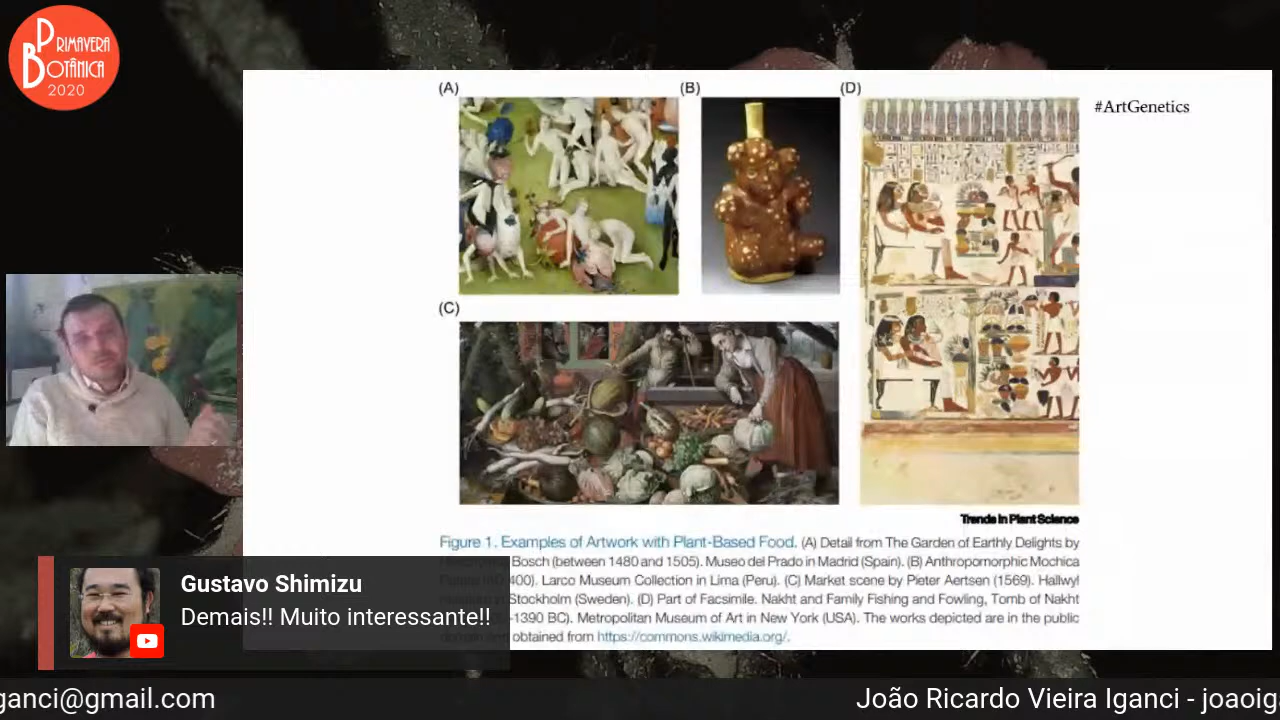 PRIMAVERA
BOTÂNICA
2020
(A)
(B)
(D)
#ArtGenetics
(C)
Trends in Plant Science
Figure 1. Examples of Artwork with Plant-Based Food. (A) Detail from The Garden of Earthly Delights by
Bosch (between 1480 and 1505). Museo del Prado in Madrid (Spain). (B) Anthropomorphic Mochica
400). Larco Museum Collection in Lima (Peru). (C) Market scene by Pieter Aertsen (1569). Hallwyl
Stockholm (Sweden). (D) Part of Facsimile. Nakht and Family Fishing and Fowling, Tomb of Nakht
-1390 BC). Metropolitan Museum of Art in New York (USA). The works depicted are in the public
obtained from https://commons.wikimedia.org/.
Gustavo Shimizu
Demais!! Muito interessante!!
ganci@gmail.com
João Ricardo Vieira Iganci - joaoig